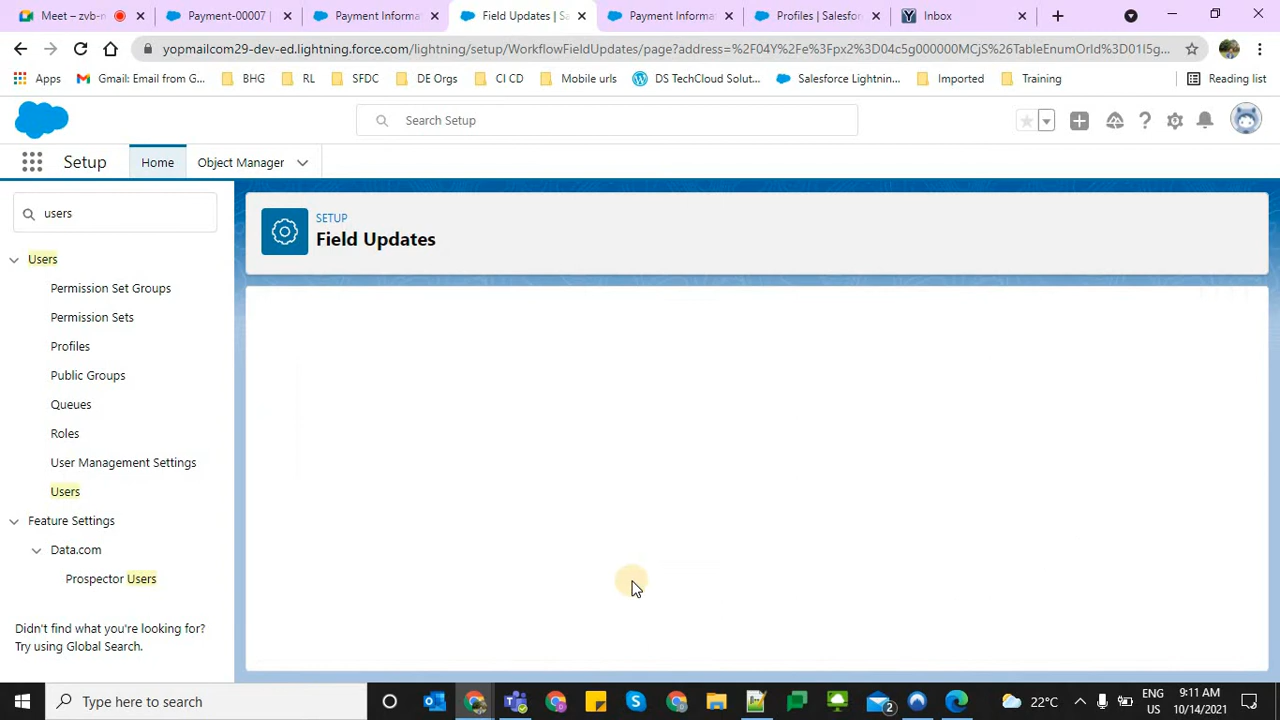 Meet – zvb-n
Payment-00007
Payment Informa
Field Updates | Sa
Payment Informa
Profiles | Salesfor
Inbox
yopmailcom29-dev-ed.lightning.force.com/lightning/setup/WorkflowFieldUpdates/page?address=%2F04Y%2Fe%3Fpx2%3D04c5g000000MCjS%26TableEnumOrId%3D01I5g...
Apps
Gmail: Email from G...
BHG
RL
SFDC
DE Orgs
CI CD
Mobile urls
DS TechCloud Solut...
Salesforce Lightnin...
Imported
Training
Reading list
Search Setup
Setup
Home
Object Manager
users
Users
Permission Set Groups
Permission Sets
Profiles
Public Groups
Queues
Roles
User Management Settings
Users
Feature Settings
Data.com
Prospector Users
Didn't find what you're looking for?
Try using Global Search.
SETUP
Field Updates
Type here to search
2
22°C
ENG
US
9:11 AM
10/14/2021